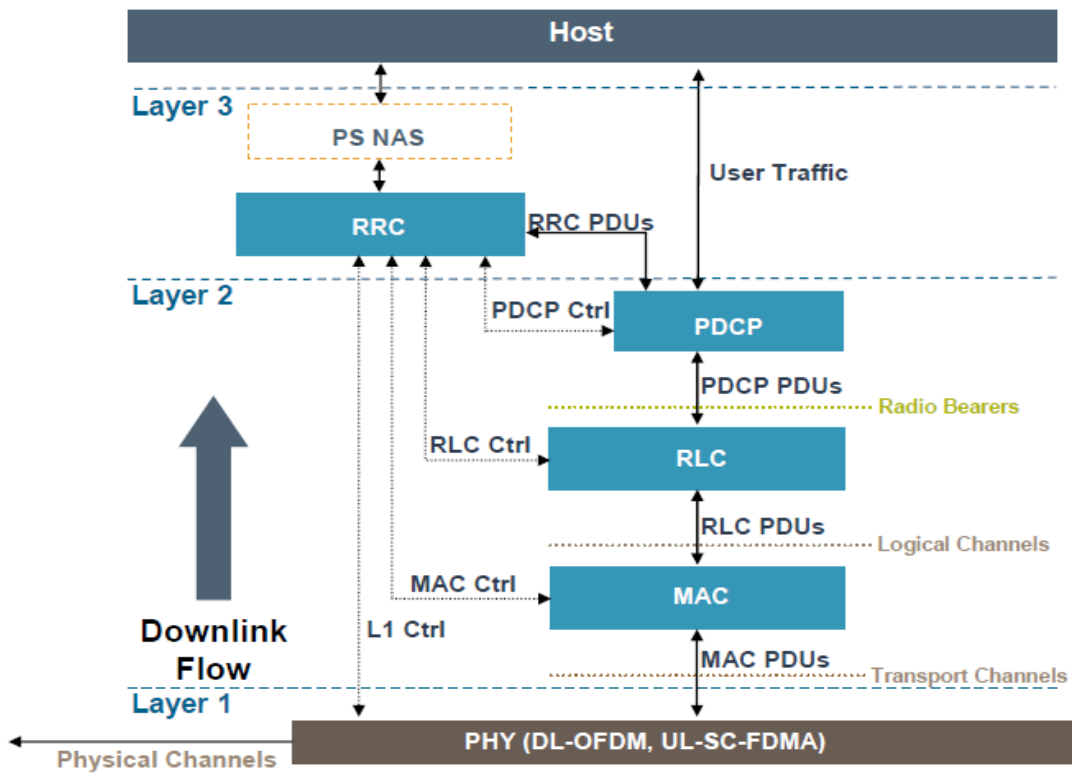 Host
Layer 3
PS NAS
User Traffic
RRC
RRC PDUs
Layer 2
PDCP Ctrl
PDCP
PDCP PDUs
Radio Bearers
RLC Ctrl
RLC
RLC PDUs
Logical Channels
MAC Ctrl
MAC
L1 Ctrl
Downlink
Flow
MAC PDUs
Transport Channels
Layer 1
PHY (DL-OFDM, UL-SC-FDMA)
Physical Channels